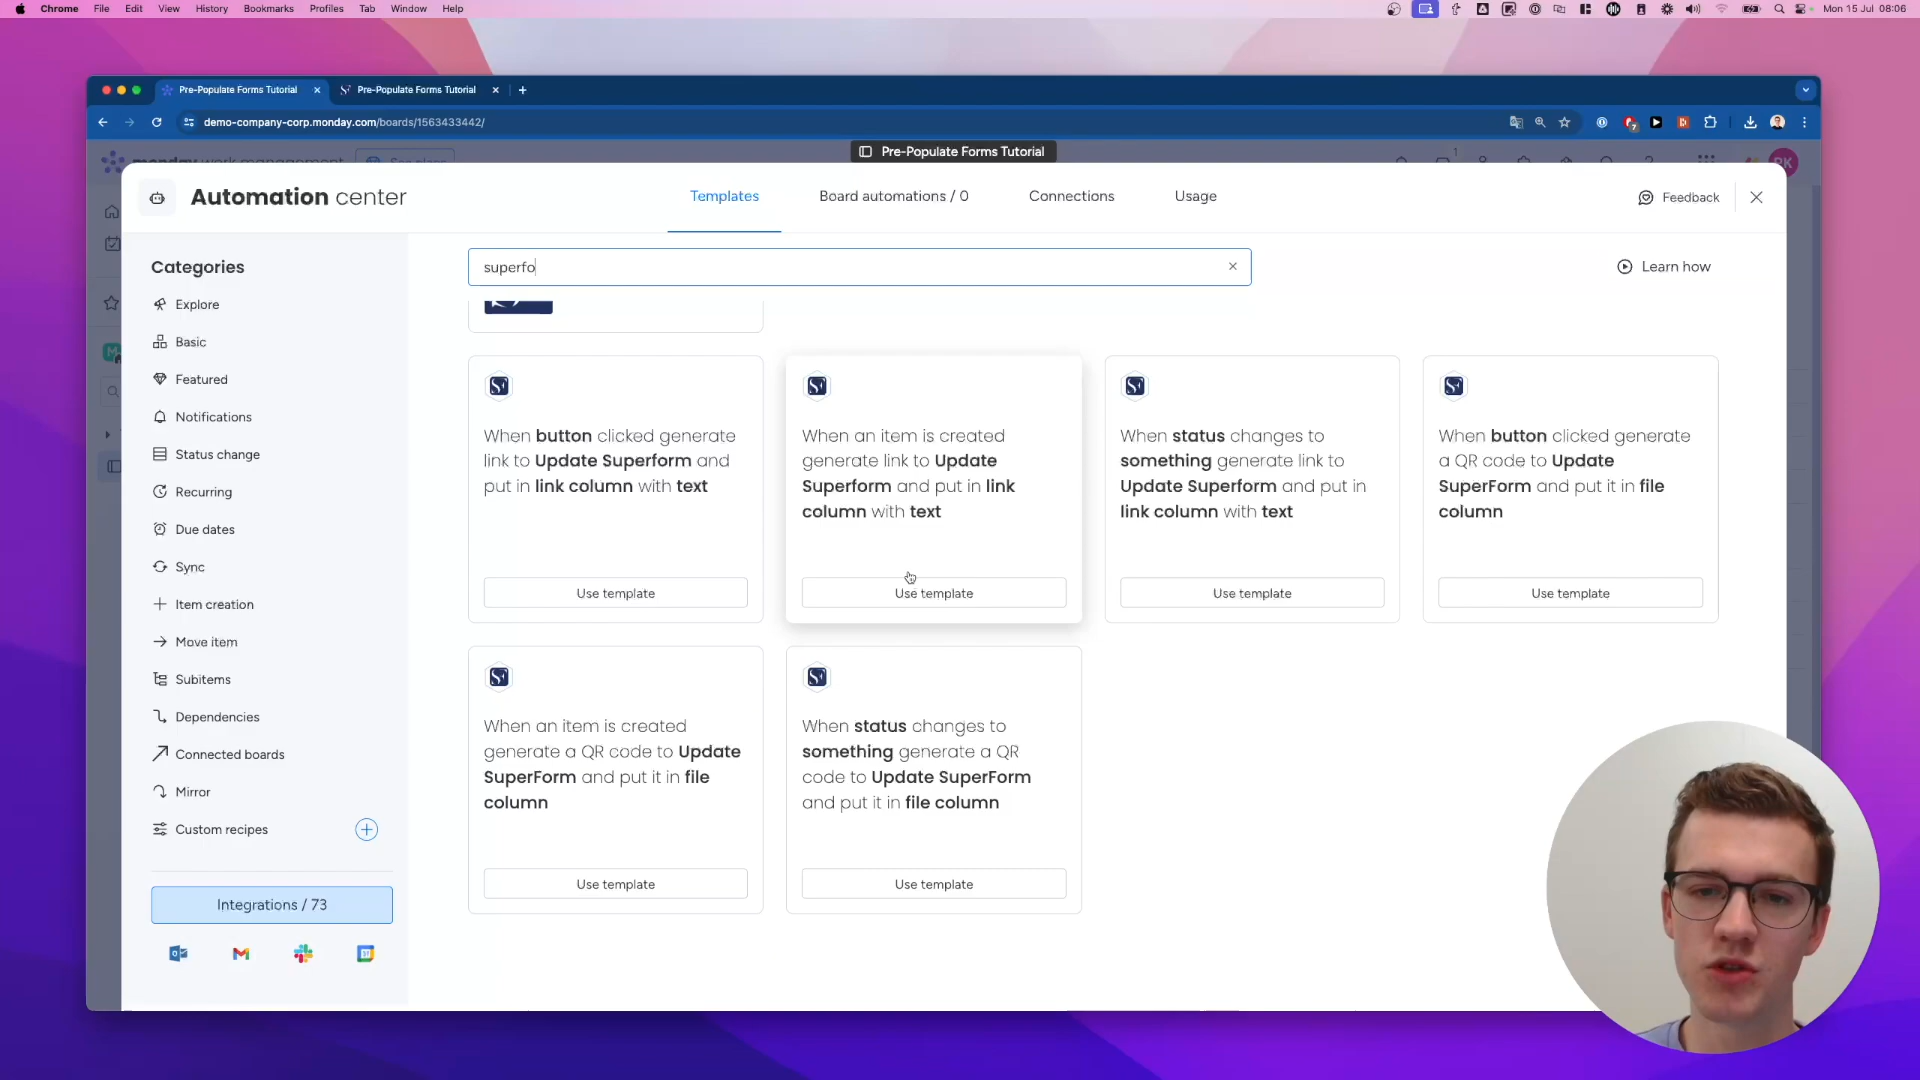 Chrome File Edit View History Bookmarks Profiles Tab Window Help
Mon 15 Jul 08:06
Pre-Populate Forms Tutorial
Pre-Populate Forms Tutorial
demo-company-corp.monday.com/boards/1563433442/
7
monday work management
See plans
Pre-Populate Forms Tutorial
1
RK
Automation center
Templates
Board automations / 0
Connections
Usage
Feedback
Categories
superfo
Learn how
Explore
Basic
Featured
Notifications
Status change
Recurring
Due dates
Sync
Item creation
Move item
Subitems
Dependencies
Connected boards
Mirror
Custom recipes
Integrations / 73
When button clicked generate
link to Update Superform and
put in link column with text
Use template
When an item is created
generate link to Update
Superform and put in link
column with text
Use template
When status changes to
something generate link to
Update Superform and put in
link column with text
Use template
When button clicked generate
a QR code to Update
SuperForm and put it in file
column
Use template
When an item is created
generate a QR code to Update
SuperForm and put it in file
column
Use template
When status changes to
something generate a QR
code to Update SuperForm
and put it in file column
Use template